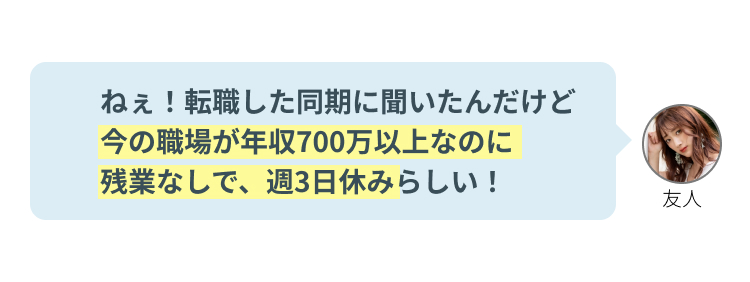 ねぇ！転職した同期に聞いたんだけど
今の職場が年収700万以上なのに
残業なしで、週3日休みらしい！
友人